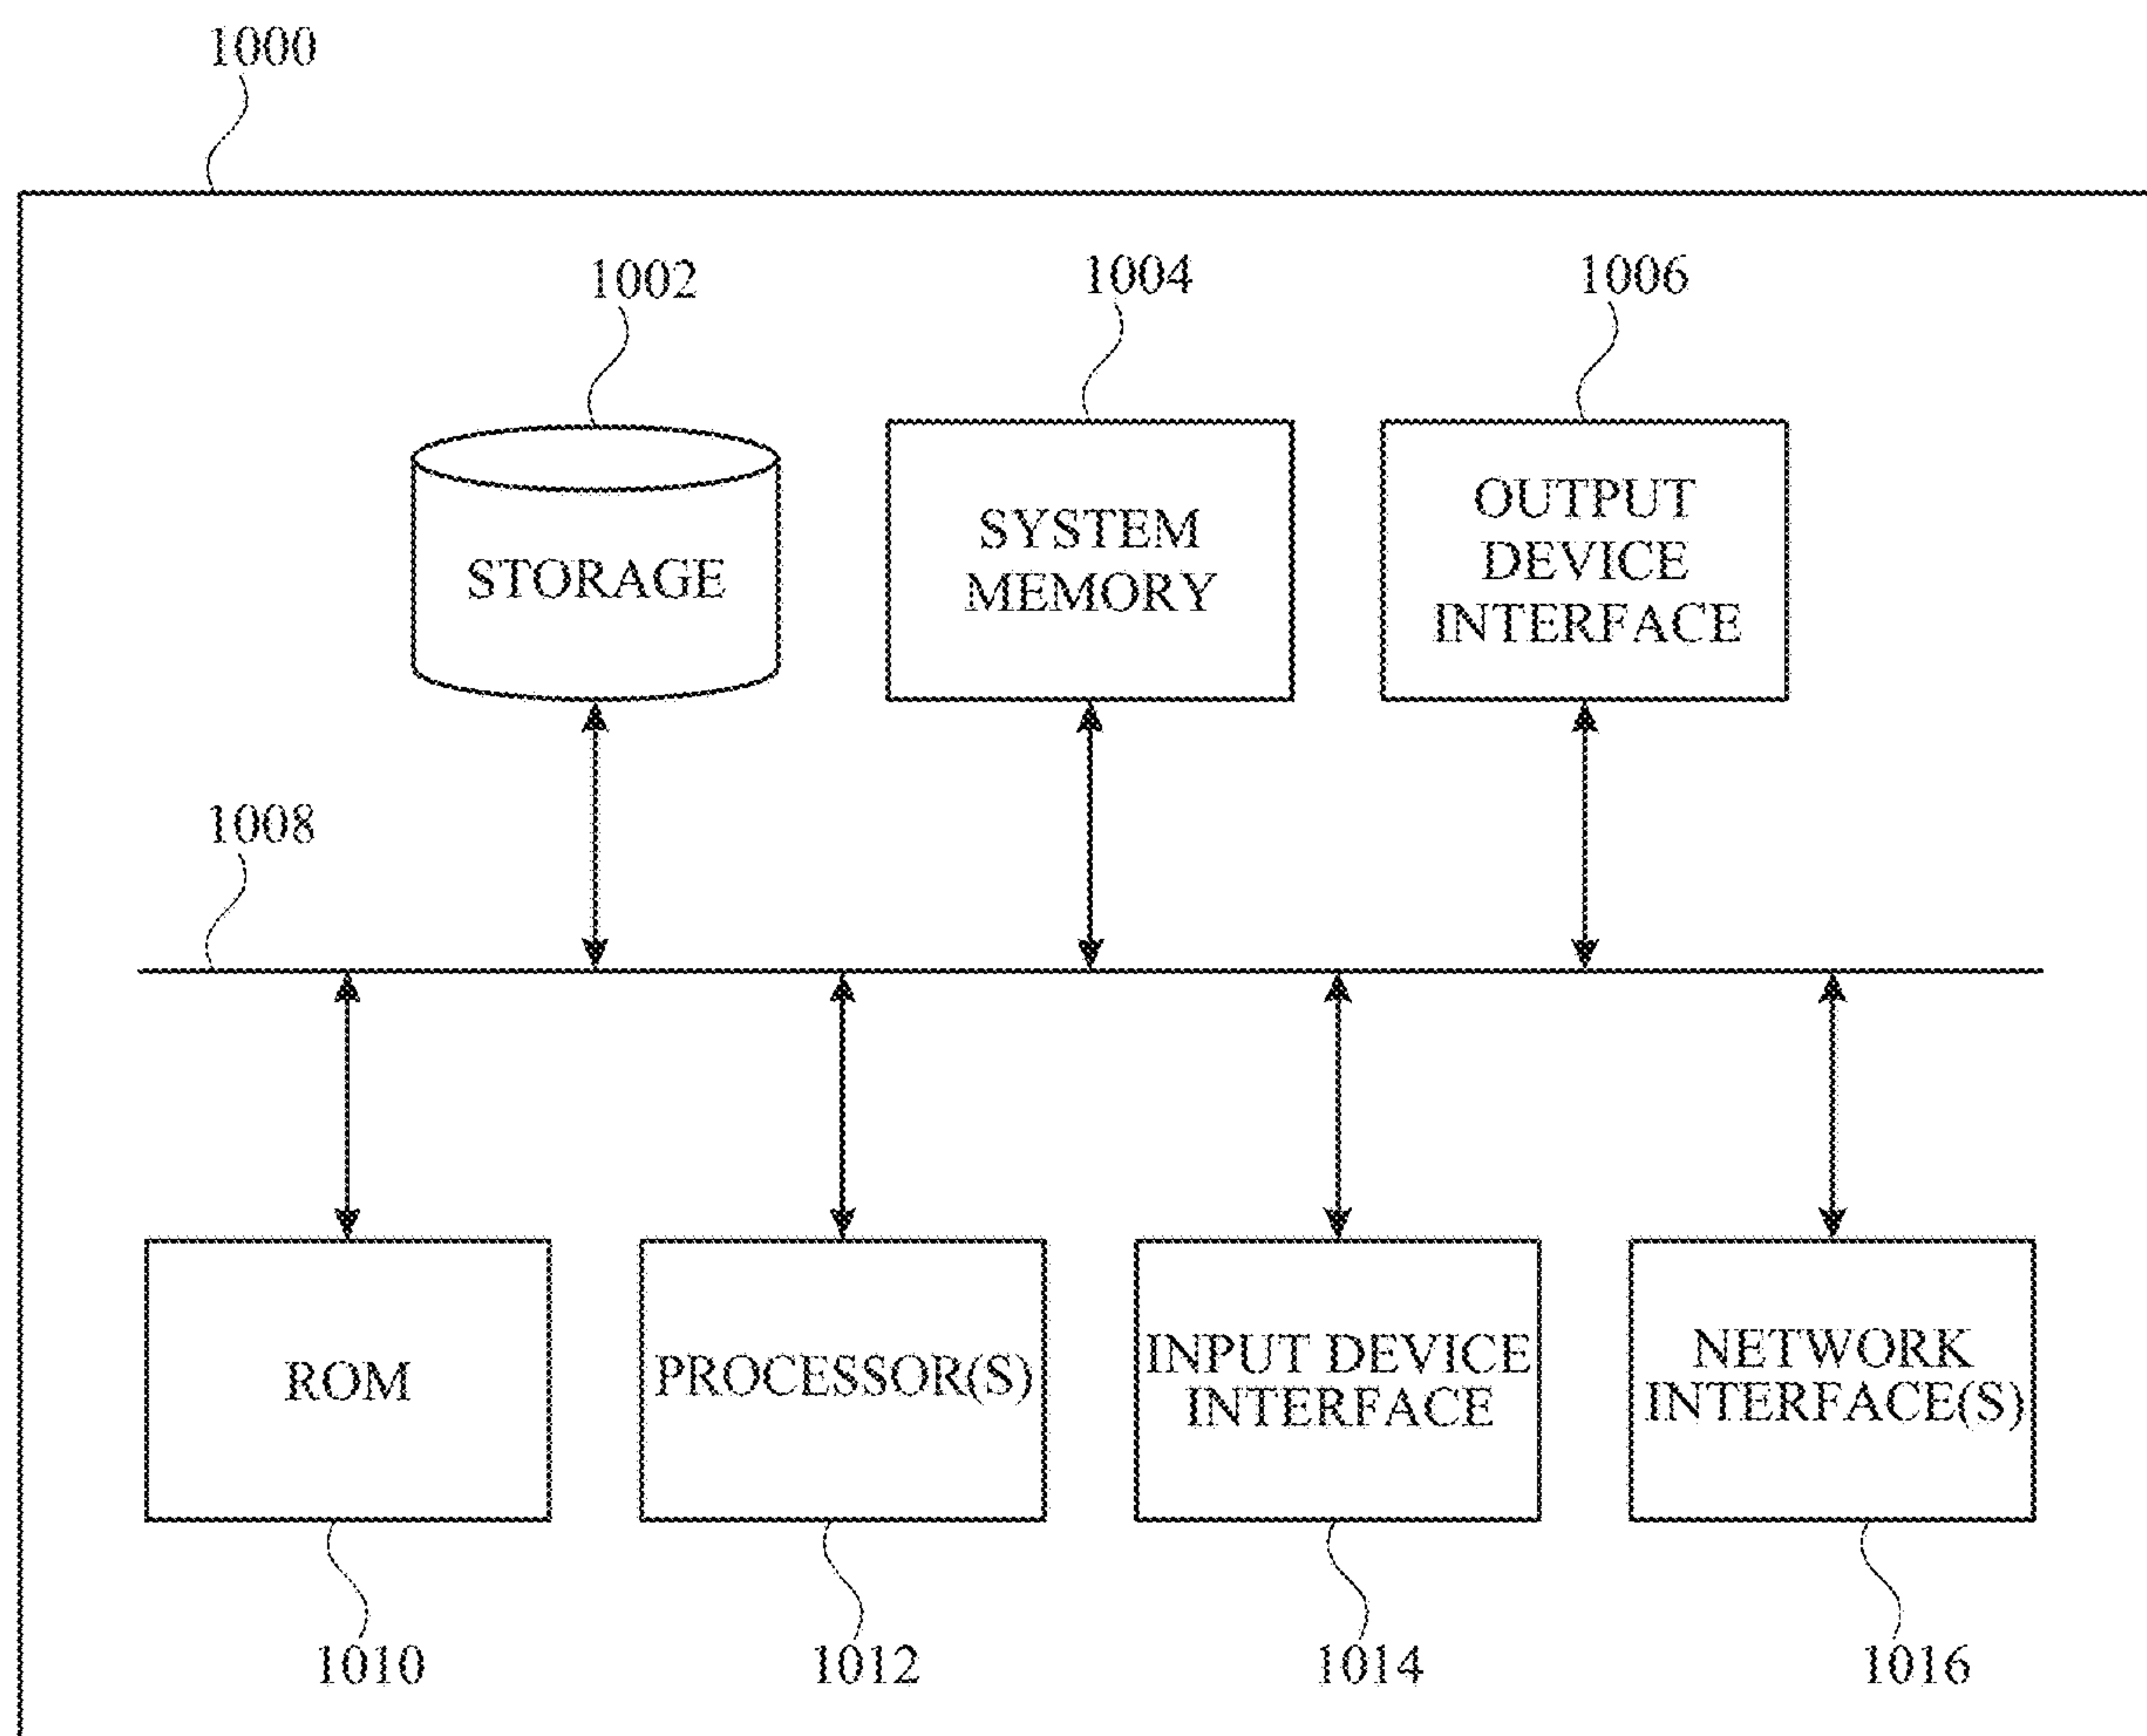 1000
1002
1004
1006
STORAGE
SYSTEM
MEMORY
OUTPUT
DEVICE
INTERFACE
1008
ROM
PROCESSOR(S)
INPUT DEVICE
INTERFACE
NETWORK
INTERFACE(S)
1010
1012
1014
1016